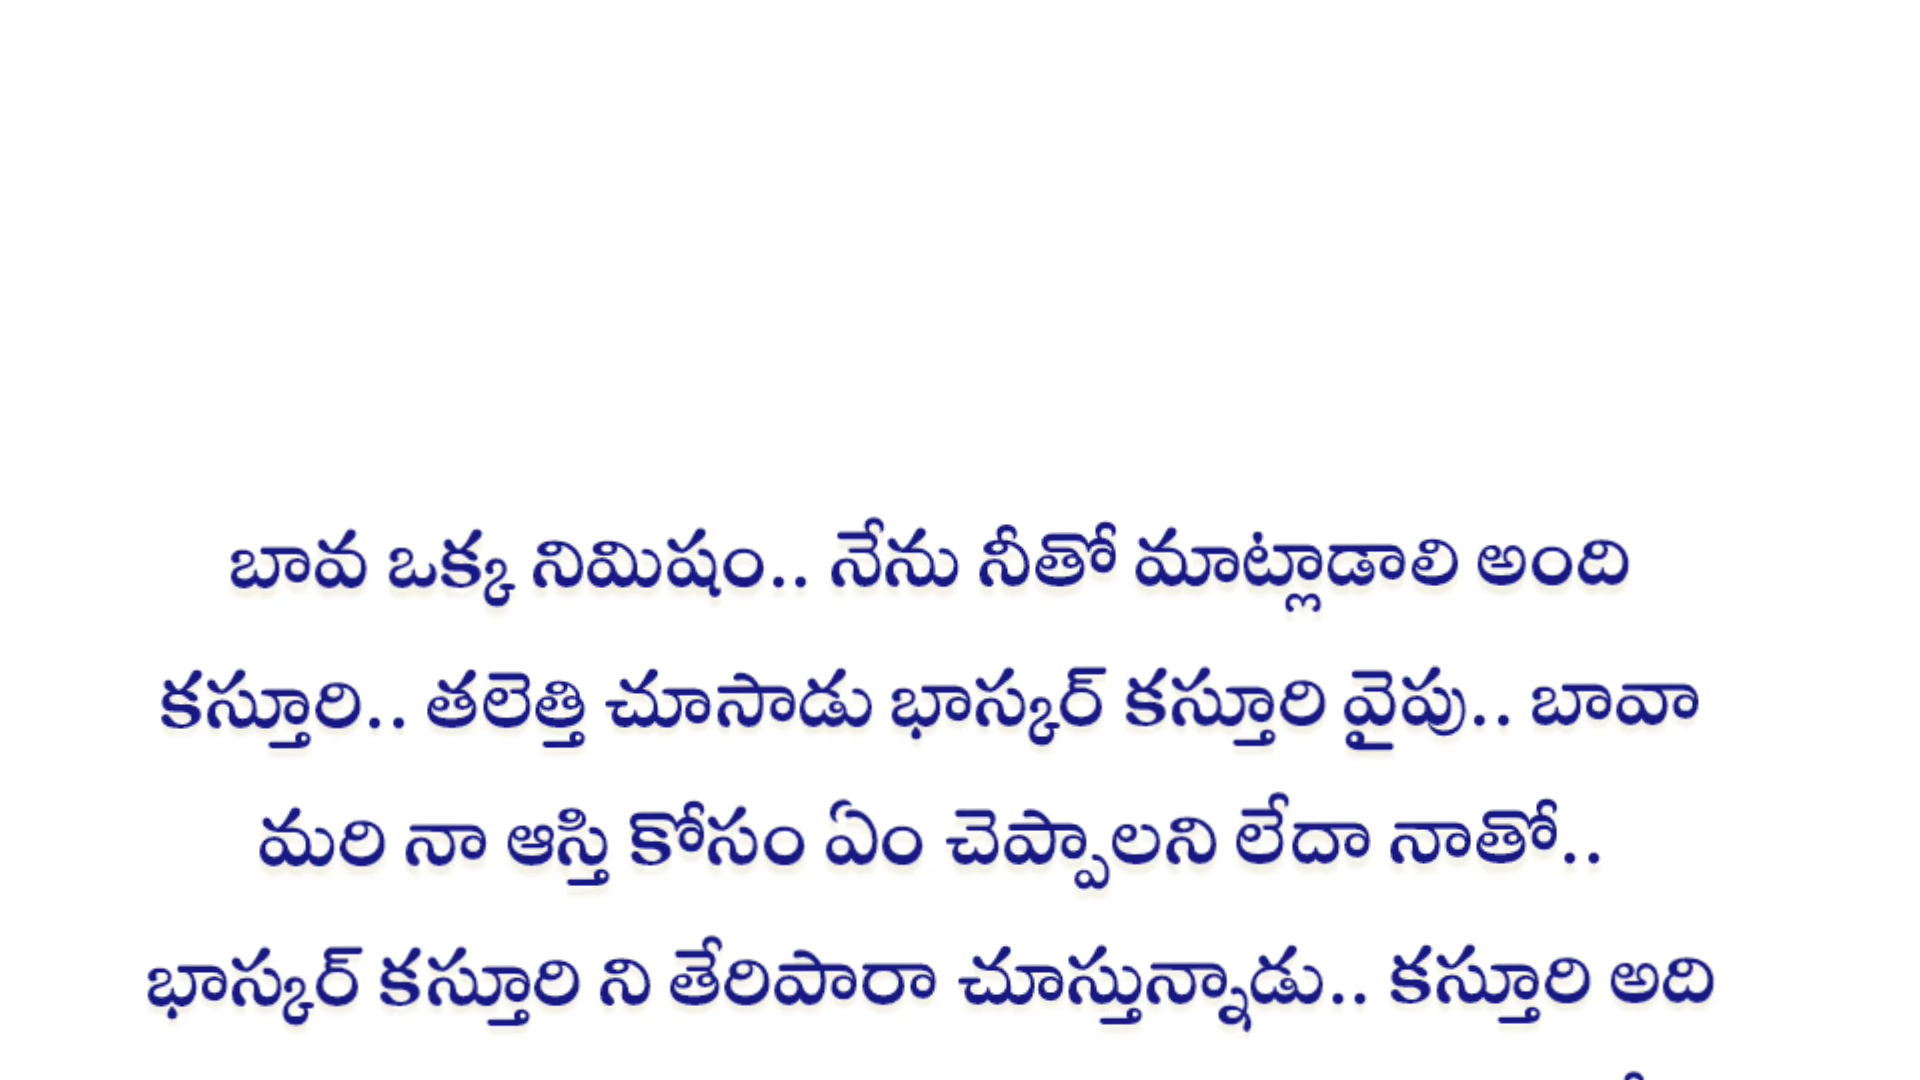 బావ ఒక్క నిమిషం.. నేను నీతో మాట్లాడాలి అంది
కస్తూరి.. తలెత్తి చూసాడు భాస్కర్ కస్తూరి వైపు.. బావా
మరి నా ఆస్తి కోసం ఏం చెప్పాలని లేదా నాతో..
భాస్కర్ కస్తూరి ని తేరిపారా చూస్తున్నాడు.. కస్తూరి అది